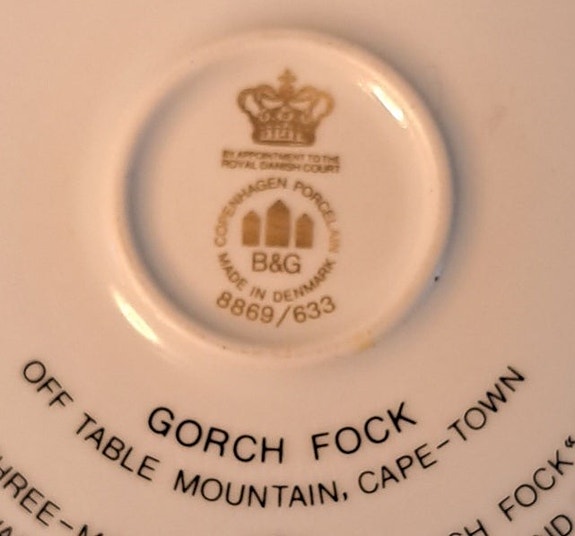 BY APPOINTMENT TO THE
ROYAL DANISH COURT
COPENHAGEN PORCELAIN
B&G
MADE IN DENMARK
8869/633
GORCH FOCK
OFF TABLE MOUNTAIN, CAPE-TOWN
FOCK“